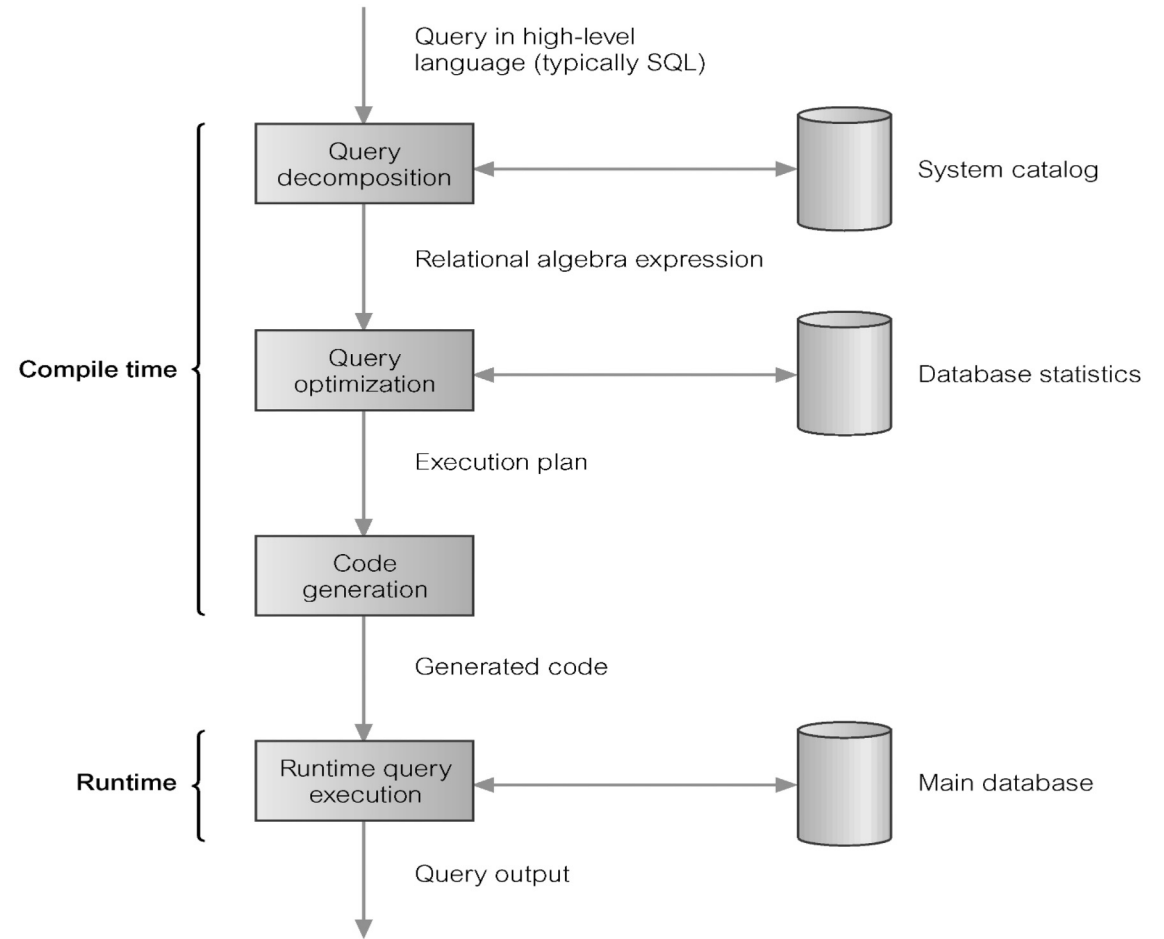 Query in high-level
language (typically SQL)
Query
decomposition
System catalog
Relational algebra expression
Compile time
Query
optimization
Database statistics
Execution plan
Code
generation
Generated code
Runtime
Runtime query
execution
Main database
Query output